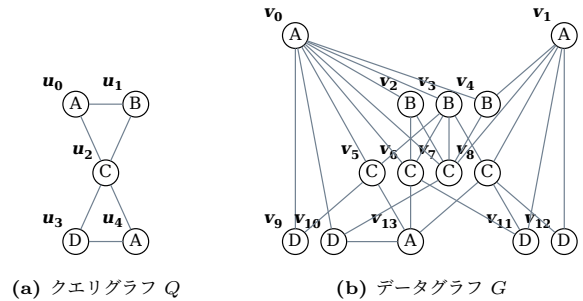 v0 v1
A A
u0 u1 v2 v3 v4
A B B B B
u2 v5 v6 v7 v8
C C C C C
u3 u4 v9 v10 v13 v11 v12
D A D D A D D
(a) クエリグラフ Q (b) データグラフ G